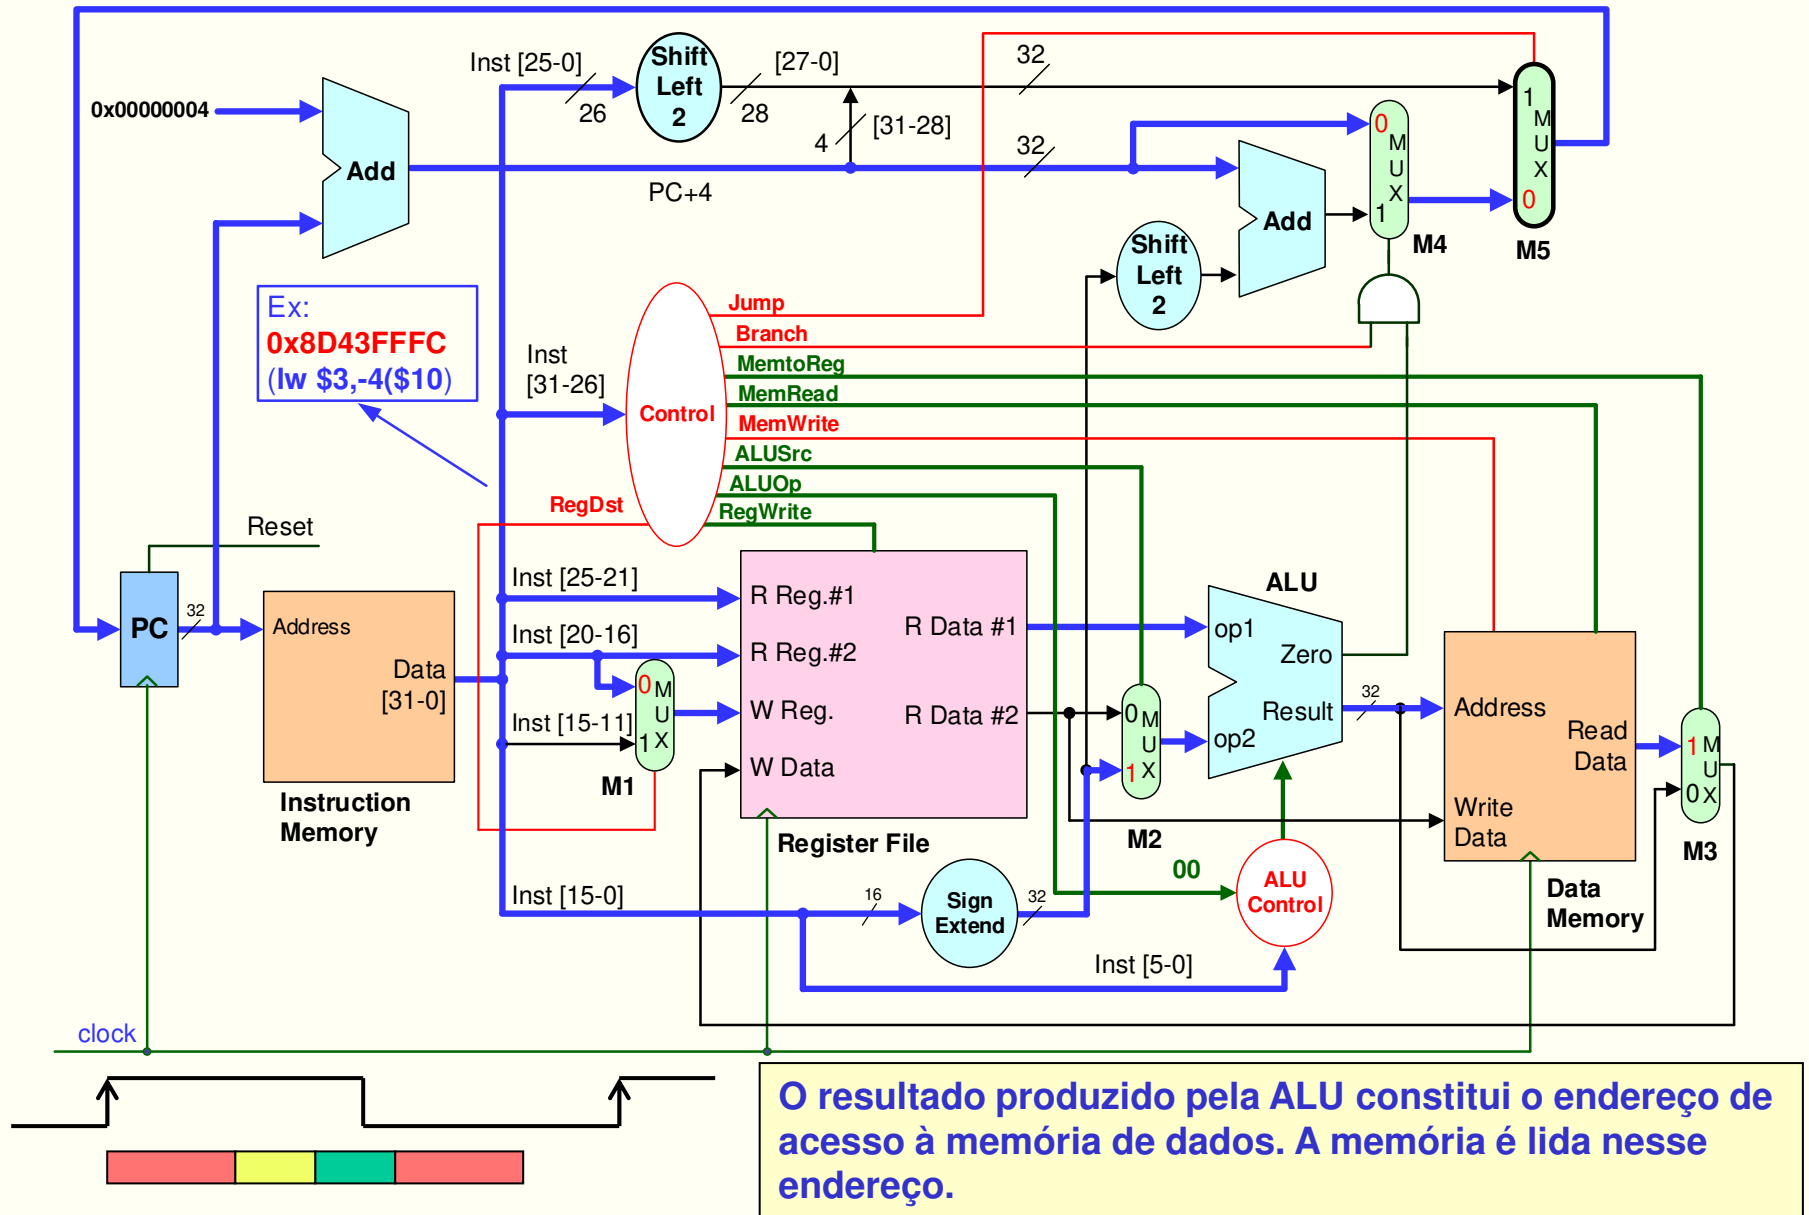 Inst [25-0]
26
Shift
Left
2
[27-0]
28
32
0x00000004
Add
4
[31-28]
32
PC+4
0
M
U
X
1
M4
1
M
U
X
0
M5
Add
Shift
Left
2
Ex:
0x8D43FFFC
(lw $3,-4($10)
Inst
[31-26]
Control
Jump
Branch
MemtoReg
MemRead
MemWrite
ALUSrc
ALUOp
RegWrite
RegDst
Reset
PC
32
Address
Data
[31-0]
Instruction
Memory
Inst [25-21]
Inst [20-16]
Inst [15-11]
0
M
U
1
X
M1
R Reg.#1
R Reg.#2
W Reg.
W Data
R Data #1
R Data #2
Register File
0
M
U
1
X
M2
ALU
op1
Zero
Result
op2
32
Address
Read
Data
Write
Data
Data
Memory
1
M
U
0
X
M3
Inst [15-0]
16
Sign
Extend
32
00
ALU
Control
Inst [5-0]
clock
O resultado produzido pela ALU constitui o endereço de
acesso à memória de dados. A memória é lida nesse
endereço.